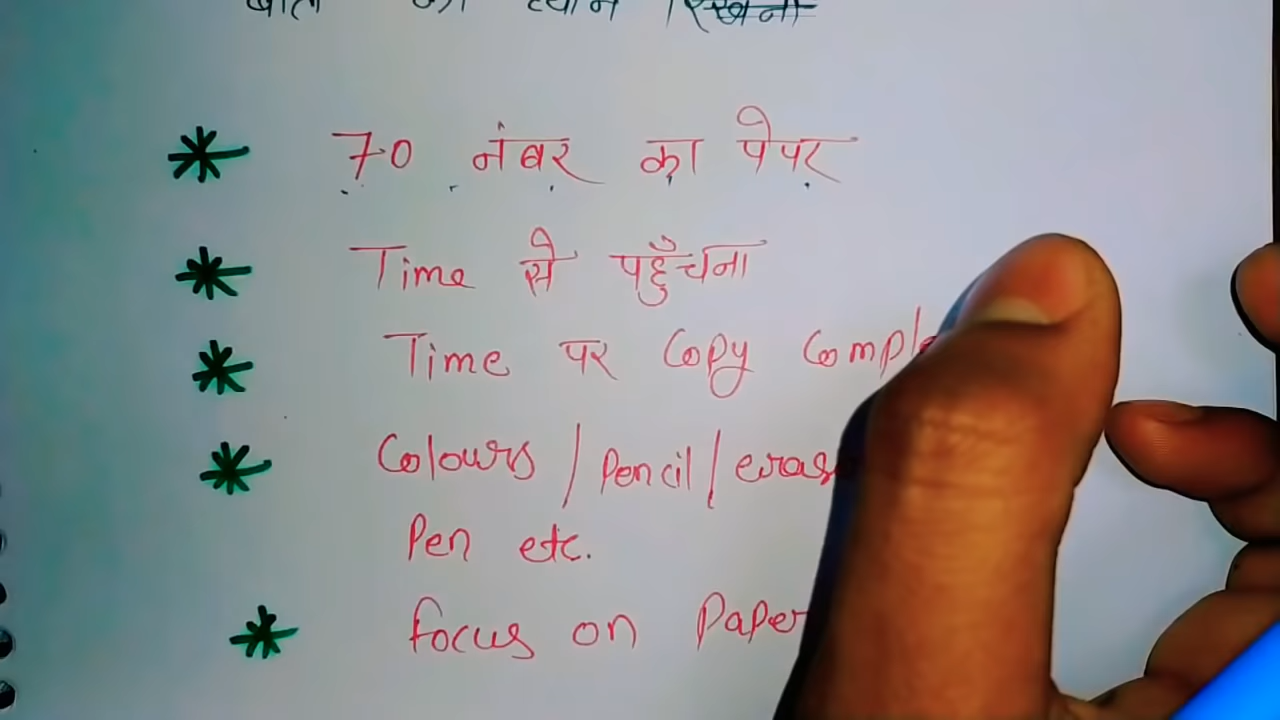 70 नंबर का पेपर
Time से पहुँचना
Time पर Copy
Colours / Pencil /
Pen etc.
focus on Paper